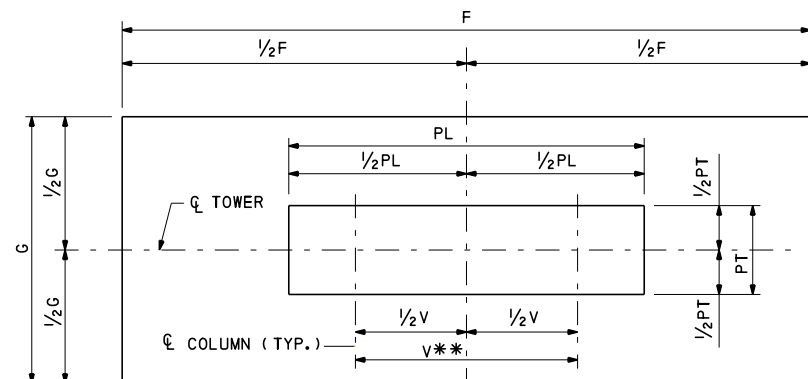 F
½F ½F
PL
½PL ½PL
½G
½PT
℄ TOWER
G
PT
½G
½PT
½V ½V
℄ COLUMN (TYP.)
V**